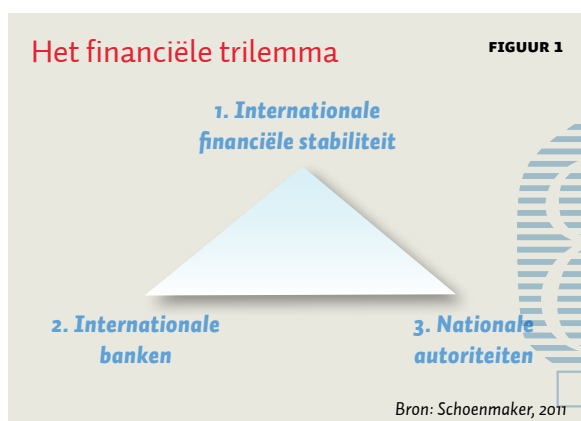 Het financiële trilemma
FIGUUR 1
1. Internationale
financiële stabiliteit
2. Internationale
banken
3. Nationale
autoriteiten
Bron: Schoenmaker, 2011